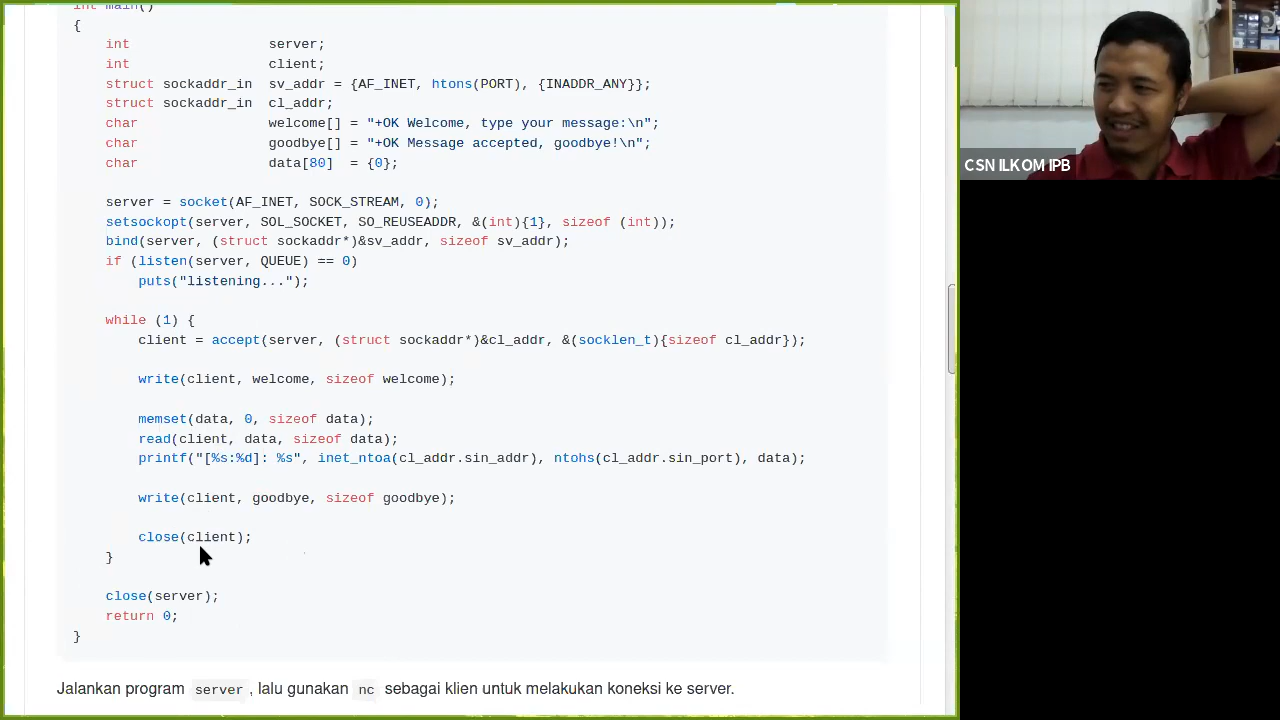 int main()
{
    int                 server;
    int                 client;
    struct sockaddr_in  sv_addr = {AF_INET, htons(PORT), {INADDR_ANY}};
    struct sockaddr_in  cl_addr;
    char                welcome[] = "+OK Welcome, type your message:\n";
    char                goodbye[] = "+OK Message accepted, goodbye!\n";
    char                data[80]  = {0};
    server = socket(AF_INET, SOCK_STREAM, 0);
    setsockopt(server, SOL_SOCKET, SO_REUSEADDR, &(int){1}, sizeof (int));
    bind(server, (struct sockaddr*)&sv_addr, sizeof sv_addr);
    if (listen(server, QUEUE) == 0)
        puts("listening...");
    while (1) {
        client = accept(server, (struct sockaddr*)&cl_addr, &(socklen_t){sizeof cl_addr});
        write(client, welcome, sizeof welcome);
        memset(data, 0, sizeof data);
        read(client, data, sizeof data);
        printf("[%s:%d]: %s", inet_ntoa(cl_addr.sin_addr), ntohs(cl_addr.sin_port), data);
        write(client, goodbye, sizeof goodbye);
        close(client);
    }
    close(server);
    return 0;
}
Jalankan program server, lalu gunakan nc sebagai klien untuk melakukan koneksi ke server.
CSN ILKOM IPB